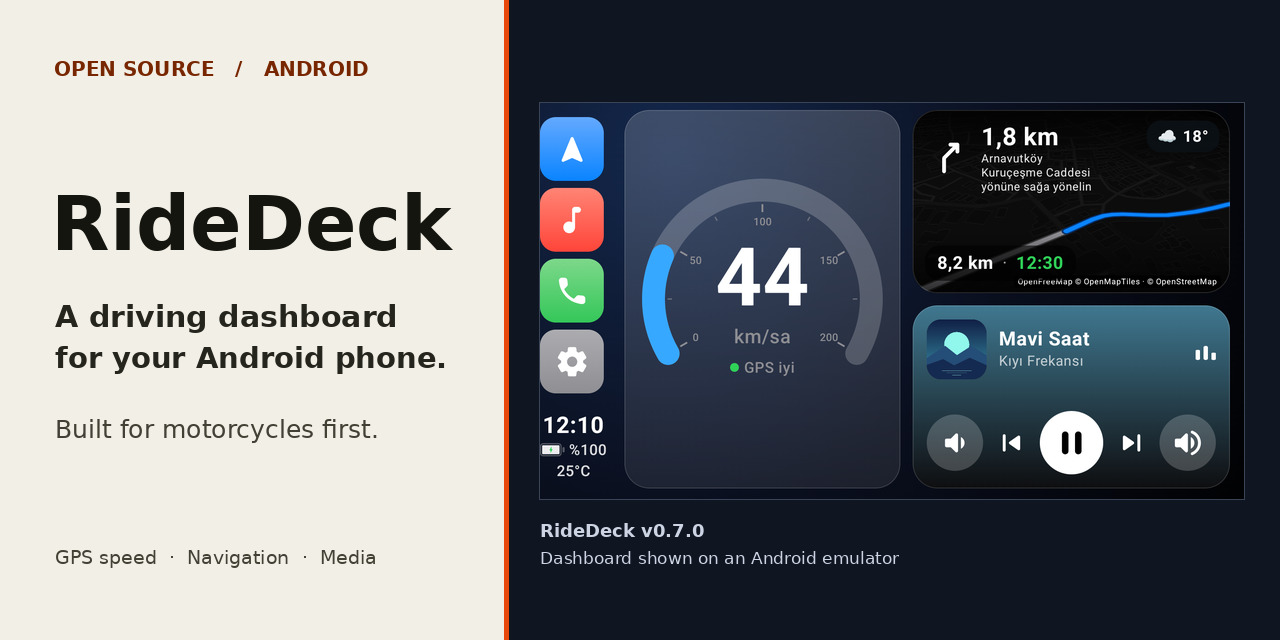 OPEN SOURCE / ANDROID
RideDeck
A driving dashboard
for your Android phone.
Built for motorcycles first.
GPS speed · Navigation · Media
12:10
%100
25°C
0
50
100
150
200
44
km/sa
GPS iyi
1,8 km
Arnavutköy
Kuruçeşme Caddesi
yönüne sağa yönelin
18°
8,2 km · 12:30
OpenFreeMap © OpenMapTiles · © OpenStreetMap
Mavi Saat
Kıyı Frekansı
RideDeck v0.7.0
Dashboard shown on an Android emulator